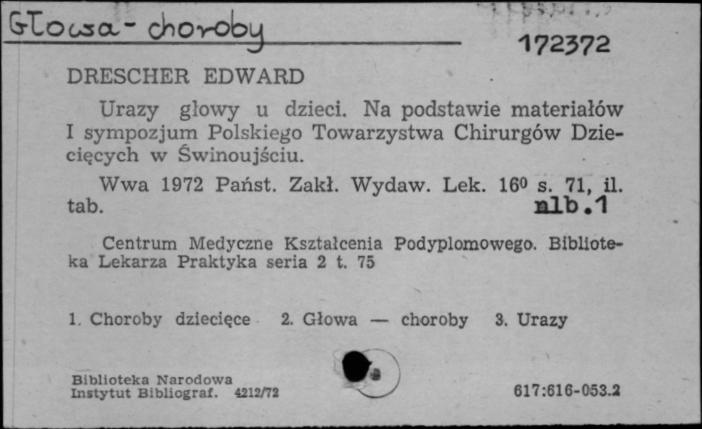 Głowa - choroby
172372
DRESCHER EDWARD
Urazy głowy u dzieci. Na podstawie materiałów
I sympozjum Polskiego Towarzystwa Chirurgów Dzie-
cięcych w Świnoujściu.
Wwa 1972 Państ. Zakł. Wydaw. Lek. 16⁰ s. 71, il.
tab. nlb.1
Centrum Medyczne Kształcenia Podyplomowego. Bibliote-
ka Lekarza Praktyka seria 2 t. 75
1. Choroby dziecięce 2. Głowa — choroby 3. Urazy
Biblioteka Narodowa
Instytut Bibliograf. 4212/72
617:616-053.2